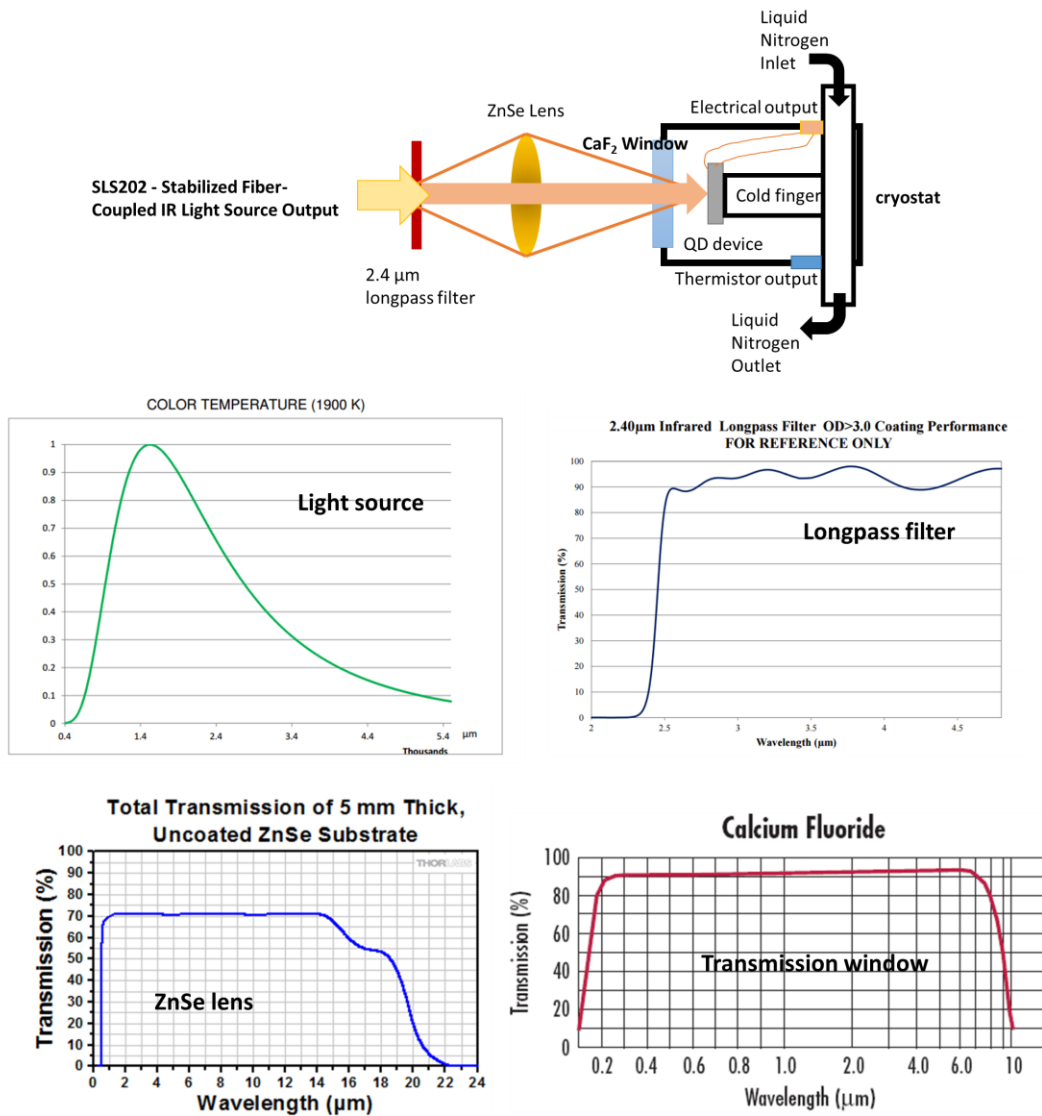 Liquid
Nitrogen
Inlet
ZnSe Lens
Electrical output
CaF₂ Window
SLS202 - Stabilized Fiber-
Coupled IR Light Source Output
Cold finger
cryostat
QD device
2.4 µm
longpass filter
Thermistor output
Liquid
Nitrogen
Outlet
COLOR TEMPERATURE (1900 K)
1
0.9
0.8
0.7
0.6
0.5
0.4
0.3
0.2
0.1
0
Light source
0.4 1.4 2.4 3.4 4.4 5.4 µm
Thousands
2.40µm Infrared Longpass Filter OD>3.0 Coating Performance
FOR REFERENCE ONLY
Transmission (%)
100
90
80
70
60
50
40
30
20
10
0
Longpass filter
2 2.5 3 3.5 4 4.5
Wavelength (µm)
Total Transmission of 5 mm Thick,
Uncoated ZnSe Substrate
THORLABS
Transmission (%)
100
90
80
70
60
50
40
30
20
10
0
ZnSe lens
0 2 4 6 8 10 12 14 16 18 20 22 24
Wavelength (µm)
Calcium Fluoride
Transmission (%)
100
80
60
40
20
0
Transmission window
0.2 0.4 0.6 1.0 2.0 4.0 6.0 10
Wavelength (µm)